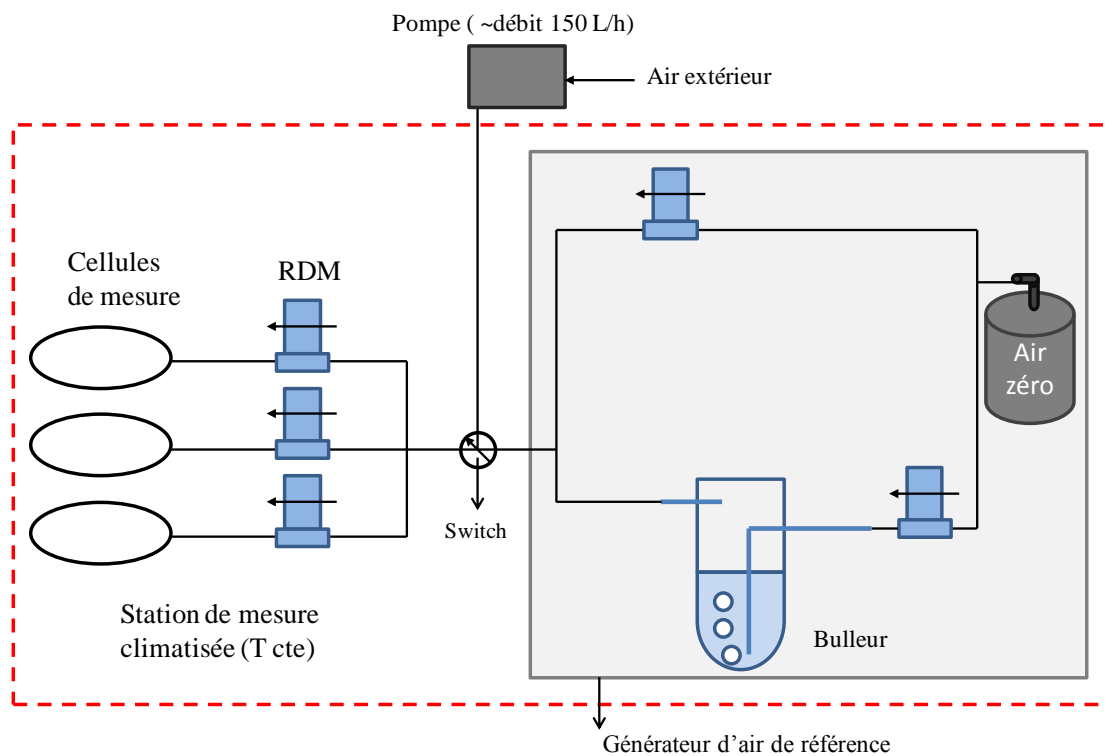 Pompe ( ~débit 150 L/h)
Air extérieur
Cellules
de mesure
RDM
Air
zéro
Switch
Station de mesure
climatisée (T cte)
Bulleur
Générateur d’air de référence